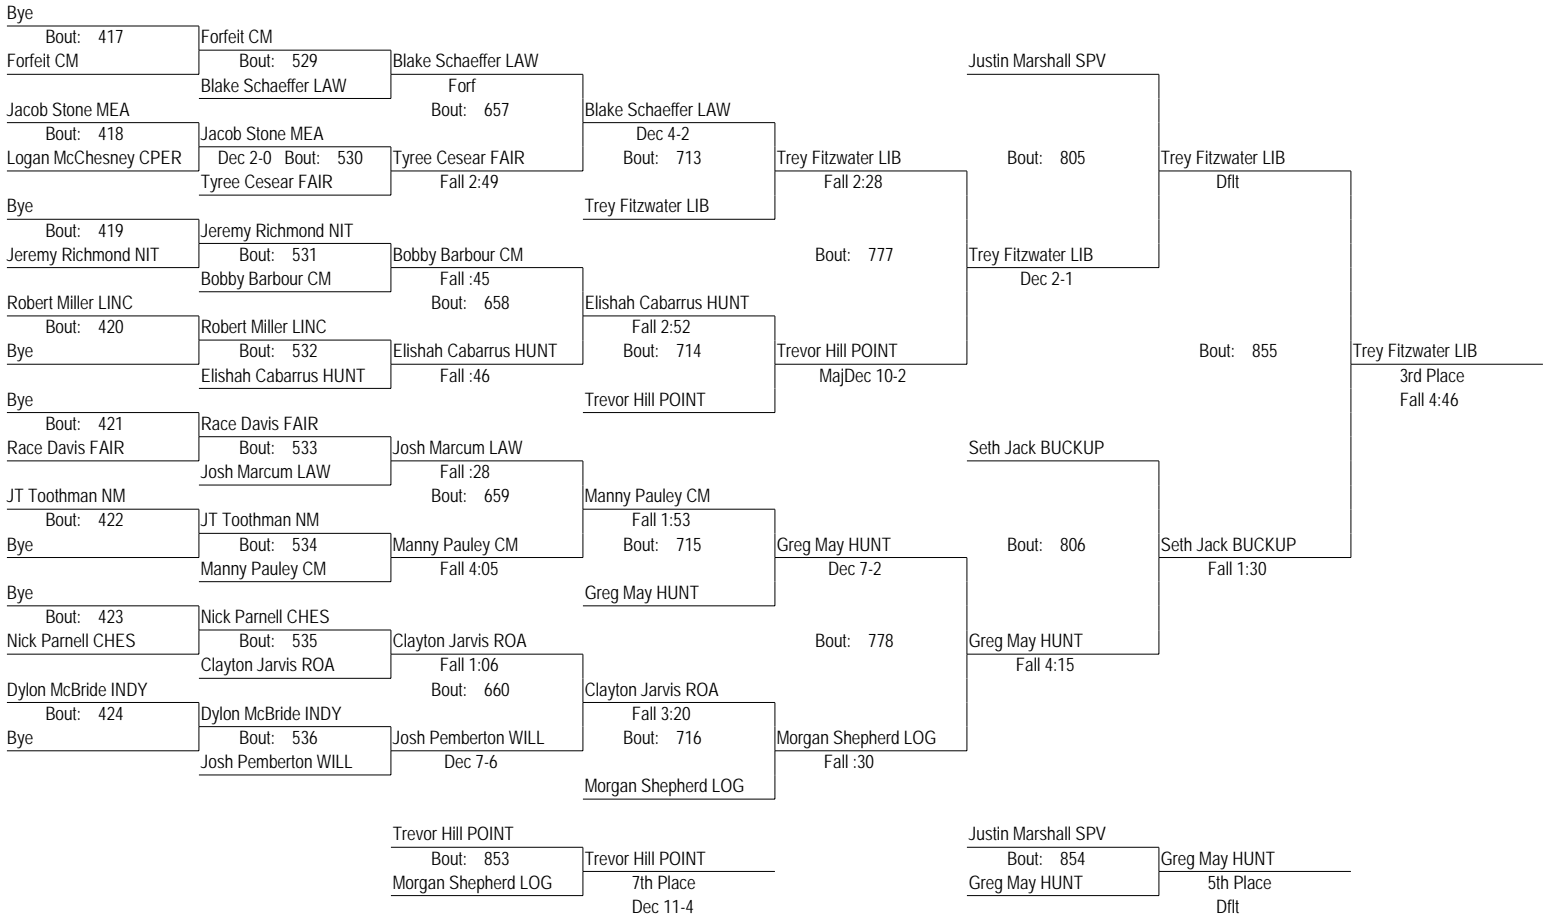 Bye
Bout: 417
Forfeit CM
Jacob Stone MEA
Bout: 418
Logan McChesney CPER
Bye
Bout: 419
Jeremy Richmond NIT
Robert Miller LINC
Bout: 420
Bye
Bye
Bout: 421
Race Davis FAIR
JT Toothman NM
Bout: 422
Bye
Bye
Bout: 423
Nick Parnell CHES
Dylon McBride INDY
Bout: 424
Bye
Forfeit CM
Bout: 529
Blake Schaeffer LAW
Jacob Stone MEA
Dec 2-0 Bout: 530
Tyree Cesear FAIR
Jeremy Richmond NIT
Bout: 531
Bobby Barbour CM
Robert Miller LINC
Bout: 532
Elishah Cabarrus HUNT
Race Davis FAIR
Bout: 533
Josh Marcum LAW
JT Toothman NM
Bout: 534
Manny Pauley CM
Nick Parnell CHES
Bout: 535
Clayton Jarvis ROA
Dylon McBride INDY
Bout: 536
Josh Pemberton WILL
Blake Schaeffer LAW
Forf
Bout: 657
Tyree Cesear FAIR
Fall 2:49
Bobby Barbour CM
Fall :45
Bout: 658
Elishah Cabarrus HUNT
Fall :46
Josh Marcum LAW
Fall :28
Bout: 659
Manny Pauley CM
Fall 4:05
Clayton Jarvis ROA
Fall 1:06
Bout: 660
Josh Pemberton WILL
Dec 7-6
Blake Schaeffer LAW
Dec 4-2
Bout: 713
Trey Fitzwater LIB
Elishah Cabarrus HUNT
Fall 2:52
Bout: 714
Trevor Hill POINT
Manny Pauley CM
Fall 1:53
Bout: 715
Greg May HUNT
Clayton Jarvis ROA
Fall 3:20
Bout: 716
Morgan Shepherd LOG
Trey Fitzwater LIB
Fall 2:28
Bout: 777
Trevor Hill POINT
MajDec 10-2
Greg May HUNT
Dec 7-2
Bout: 778
Morgan Shepherd LOG
Fall :30
Justin Marshall SPV
Bout: 805
Trey Fitzwater LIB
Dec 2-1
Seth Jack BUCKUP
Bout: 806
Greg May HUNT
Fall 4:15
Trey Fitzwater LIB
Dflt
Bout: 855
Seth Jack BUCKUP
Fall 1:30
Trey Fitzwater LIB
3rd Place
Fall 4:46
Trevor Hill POINT
Bout: 853
Morgan Shepherd LOG
Trevor Hill POINT
7th Place
Dec 11-4
Justin Marshall SPV
Bout: 854
Greg May HUNT
Greg May HUNT
5th Place
Dflt